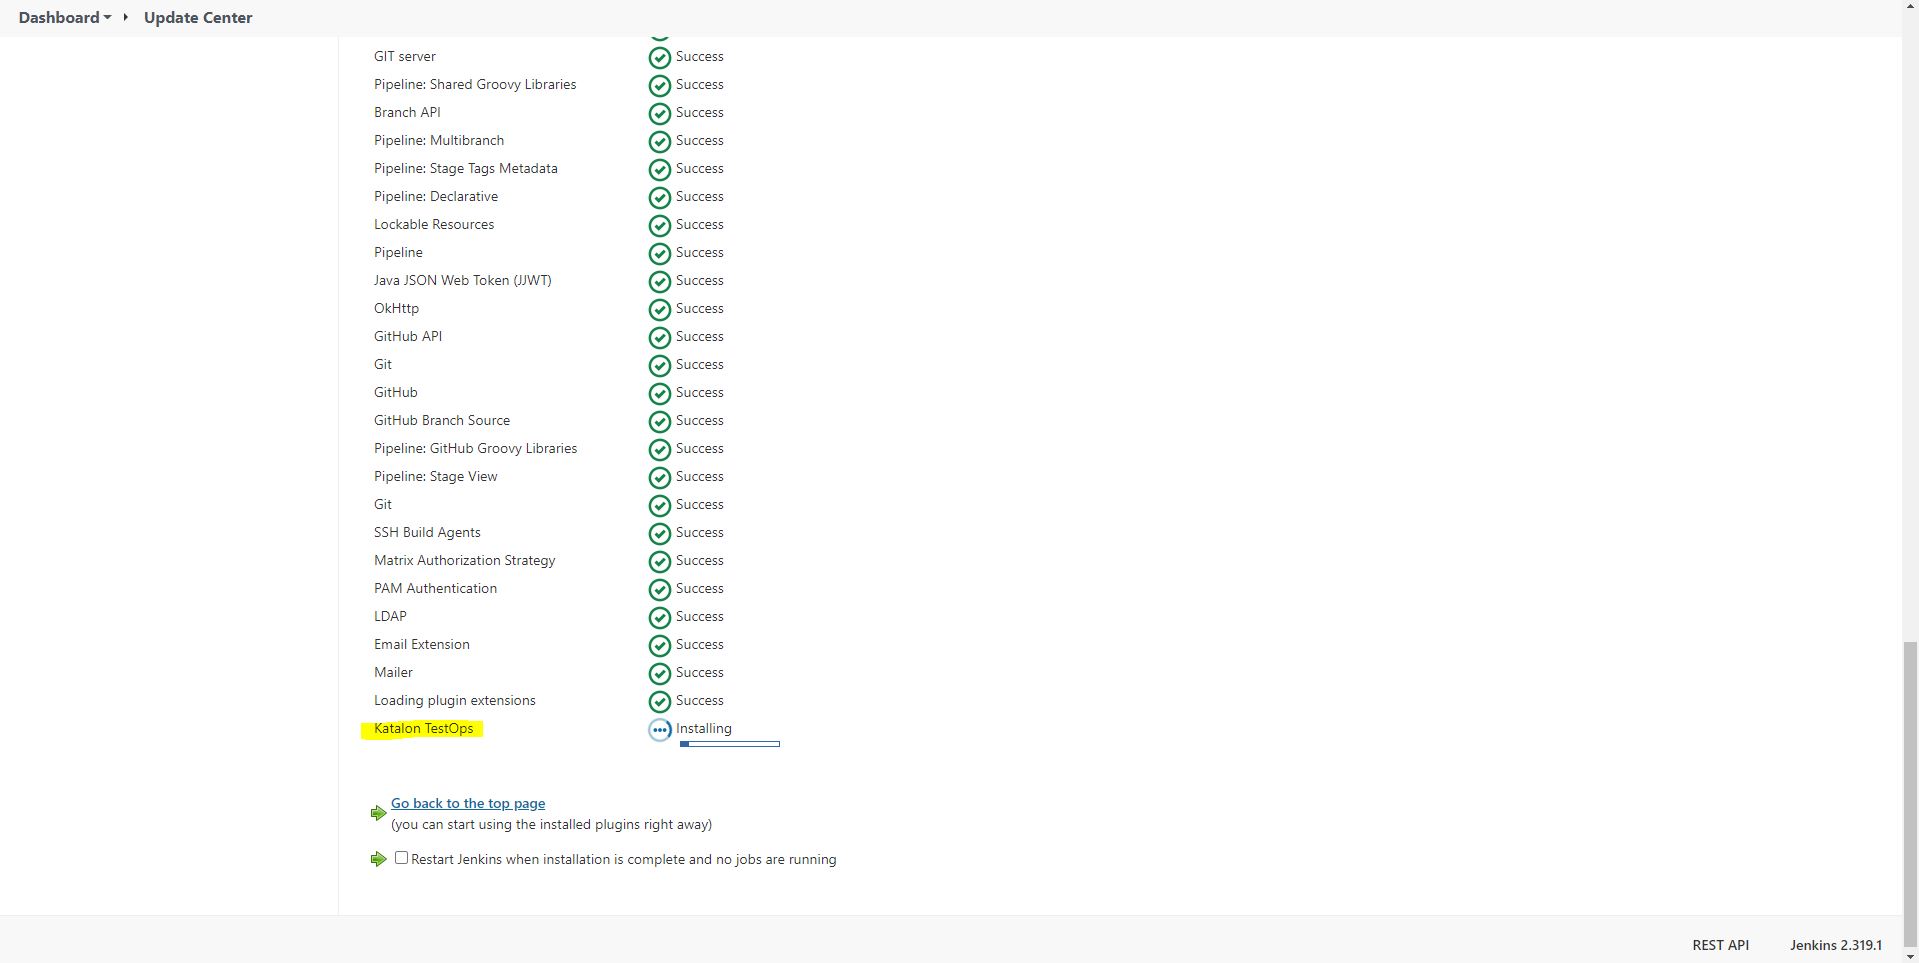 Dashboard Update Center
GIT server Success
Pipeline: Shared Groovy Libraries Success
Branch API Success
Pipeline: Multibranch Success
Pipeline: Stage Tags Metadata Success
Pipeline: Declarative Success
Lockable Resources Success
Pipeline Success
Java JSON Web Token (JJWT) Success
OkHttp Success
GitHub API Success
Git Success
GitHub Success
GitHub Branch Source Success
Pipeline: GitHub Groovy Libraries Success
Pipeline: Stage View Success
Git Success
SSH Build Agents Success
Matrix Authorization Strategy Success
PAM Authentication Success
LDAP Success
Email Extension Success
Mailer Success
Loading plugin extensions Success
Katalon TestOps Installing
Go back to the top page
(you can start using the installed plugins right away)
Restart Jenkins when installation is complete and no jobs are running
REST API Jenkins 2.319.1